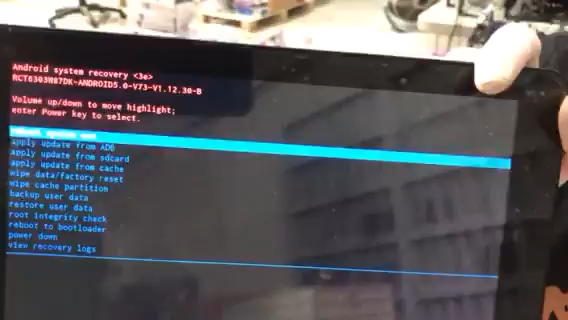 Android system recovery <3e>
RCT6303W87DK-ANDROID5.0-V73-V1.12.30-B
Volume up/down to move highlight;
enter Power key to select.
reboot system now
apply update from ADB
apply update from sdcard
apply update from cache
wipe data/factory reset
wipe cache partition
backup user data
restore user data
root integrity check
reboot to bootloader
power down
view recovery logs